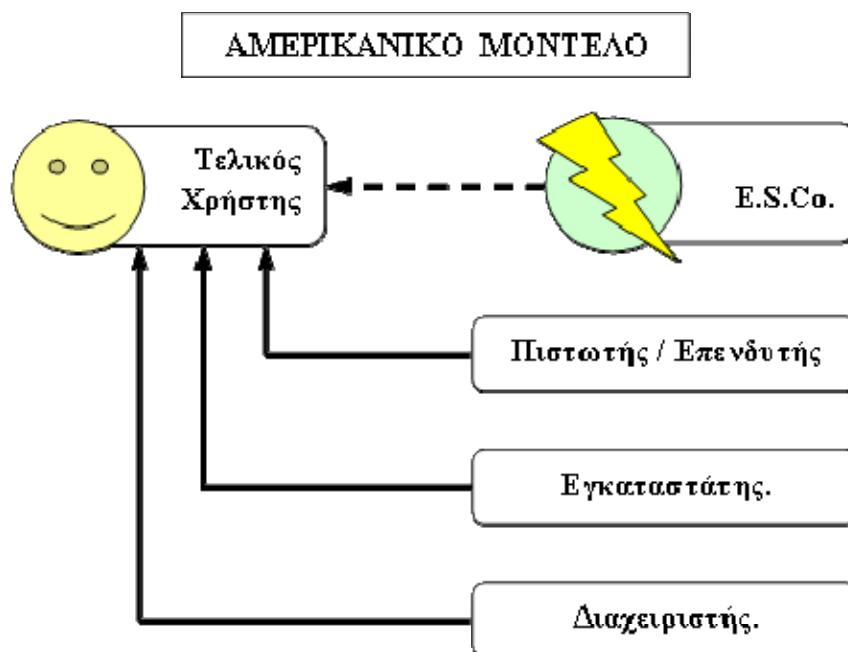 ΑΜΕΡΙΚΑΝΙΚΟ ΜΟΝΤΕΛΟ
Τελικός
Χρήστης
E.S.Co.
Πιστωτής / Επενδυτής
Εγκαταστάτης.
Διαχειριστής.